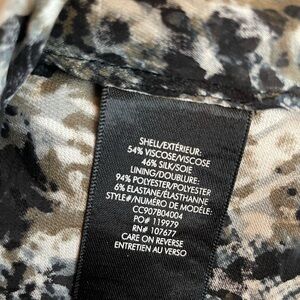 SHELL/EXTÉRIEUR:
54% VISCOSE/VISCOSE
46% SILK/SOIE
LINING/DOUBLURE:
94% POLYESTER/POLYESTER
6% ELASTANE/ÉLASTHANNE
STYLE#/NUMÉRO DE MODÈLE:
CC907B04004
PO# 119979
RN# 107677
CARE ON REVERSE
ENTRETIEN AU VERSO